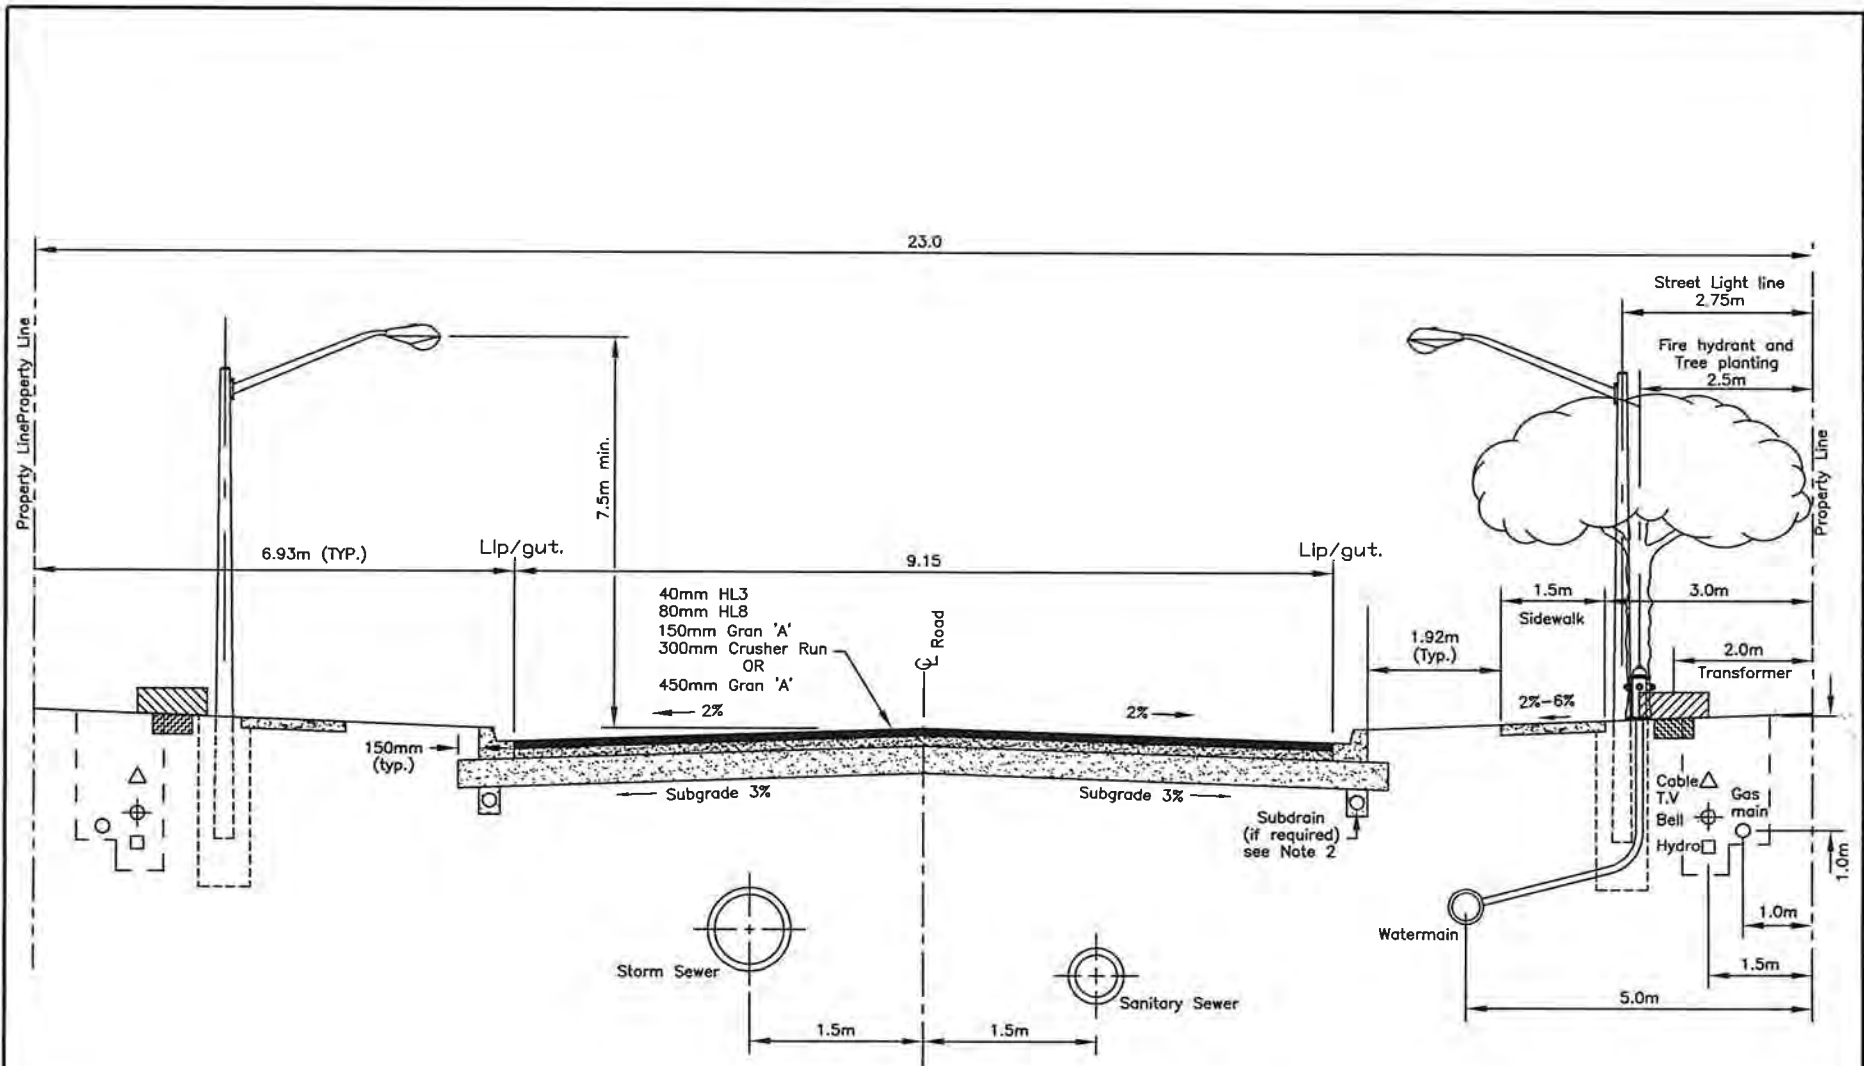 23.0
Street Light line
2.75m
Fire hydrant and
Tree planting
2.5m
Property LineProperty Line
7.5m min.
Property Line
6.93m (TYP.)
Lip/gut.
9.15
Lip/gut.
40mm HL3
80mm HL8
150mm Gran 'A'
300mm Crusher Run
OR
450mm Gran 'A'
℄ Road
1.5m
Sidewalk
3.0m
1.92m
(Typ.)
2.0m
Transformer
2%
2%
2%-6%
150mm
(typ.)
Subgrade 3%
Subgrade 3%
Subdrain
(if required)
see Note 2
Cable
T.V
Bell
Hydro
Gas
main
1.0m
Watermain
1.0m
1.5m
5.0m
Storm Sewer
Sanitary Sewer
1.5m
1.5m